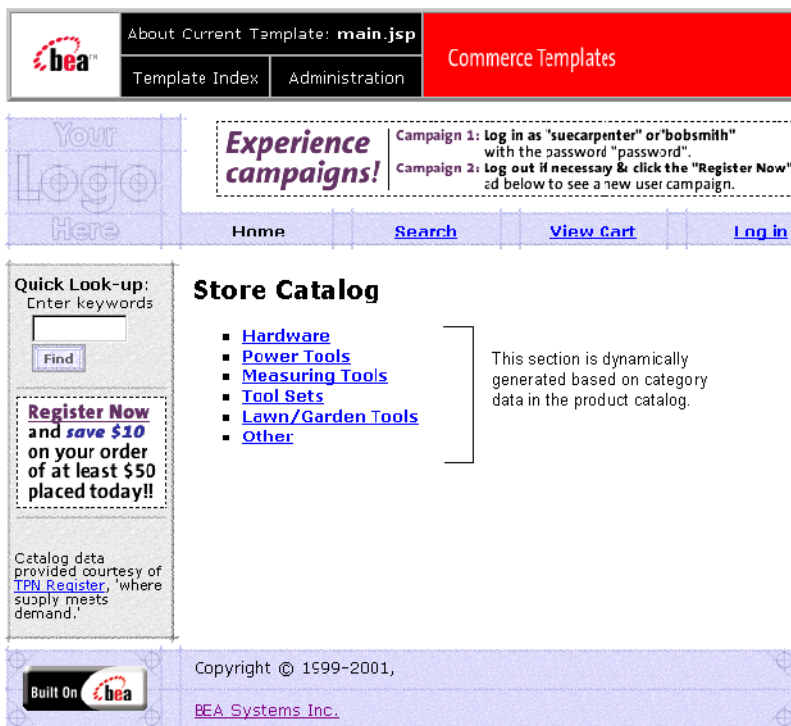 bea™
About Current Template: main.jsp
Template Index
Administration
Commerce Templates
Your
Logo
Here
Experience
campaigns!
Campaign 1: Log in as "suecarpenter" or "bobsmith"
with the password "password".
Campaign 2: Log out if necessary & click the "Register Now"
ad below to see a new user campaign.
Home
Search
View Cart
Log in
Quick Look-up:
Enter keywords
Find
Register Now
and save $10
on your order
of at least $50
placed today!!
Catalog data
provided courtesy of
TPN Register, 'where
supply meets
demand.'
Store Catalog
Hardware
Power Tools
Measuring Tools
Tool Sets
Lawn/Garden Tools
Other
This section is dynamically
generated based on category
data in the product catalog.
Built On bea
Copyright © 1999-2001,
BEA Systems Inc.